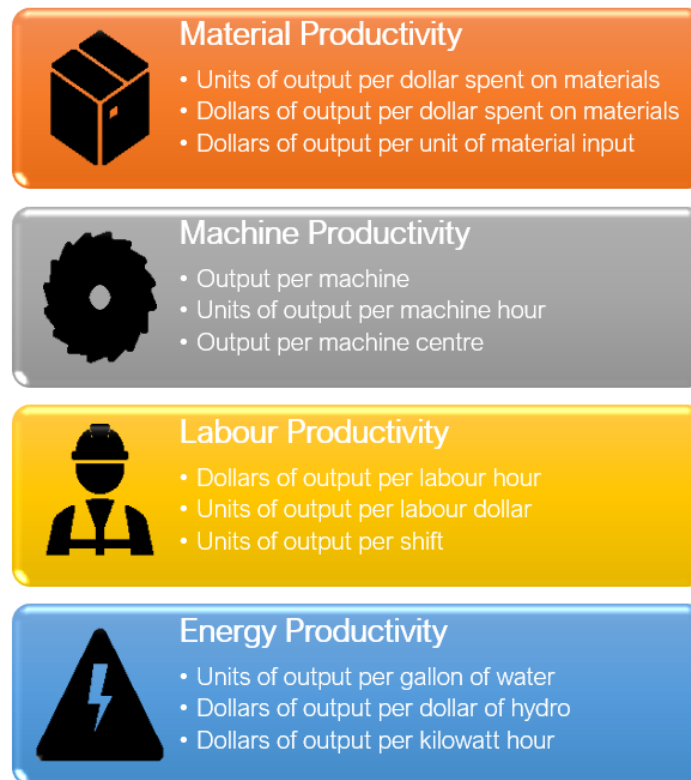 Material Productivity
• Units of output per dollar spent on materials
• Dollars of output per dollar spent on materials
• Dollars of output per unit of material input
Machine Productivity
• Output per machine
• Units of output per machine hour
• Output per machine centre
Labour Productivity
• Dollars of output per labour hour
• Units of output per labour dollar
• Units of output per shift
Energy Productivity
• Units of output per gallon of water
• Dollars of output per dollar of hydro
• Dollars of output per kilowatt hour